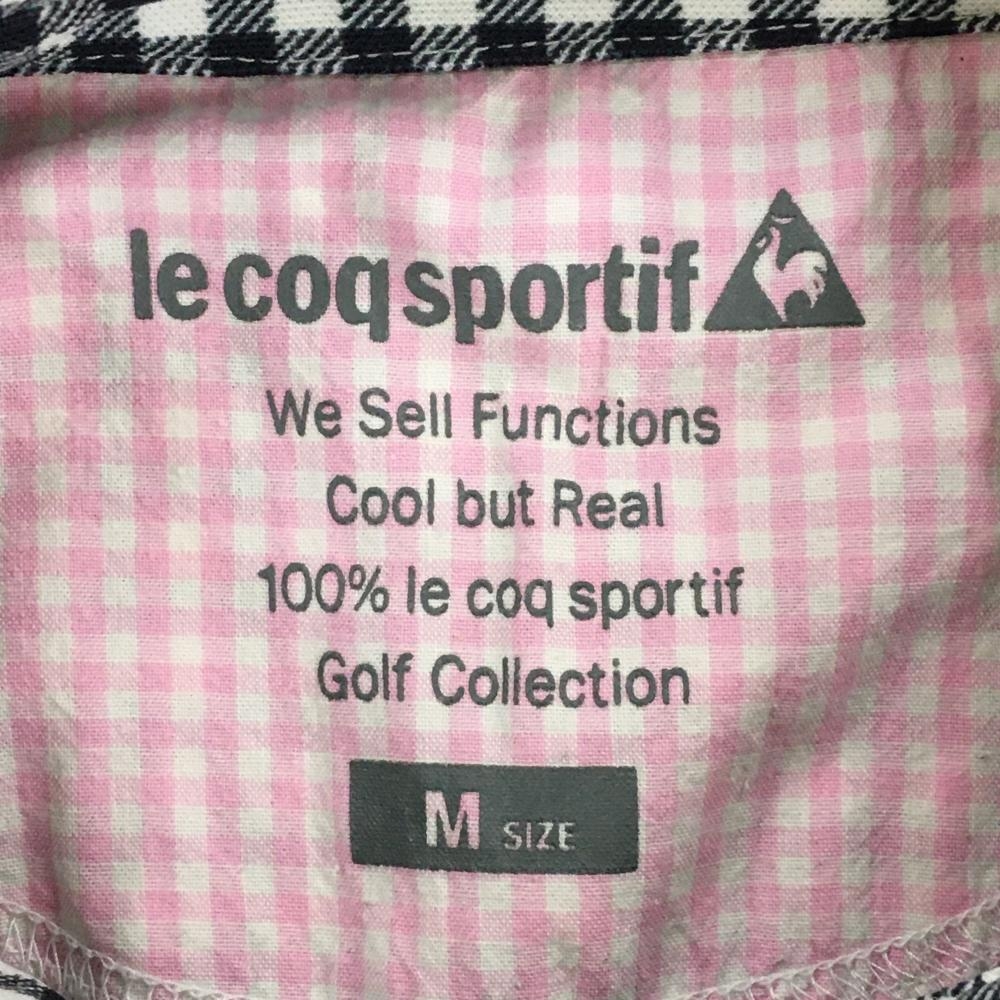 le coq sportif
We Sell Functions
Cool but Real
100% le coq sportif
Golf Collection
M SIZE